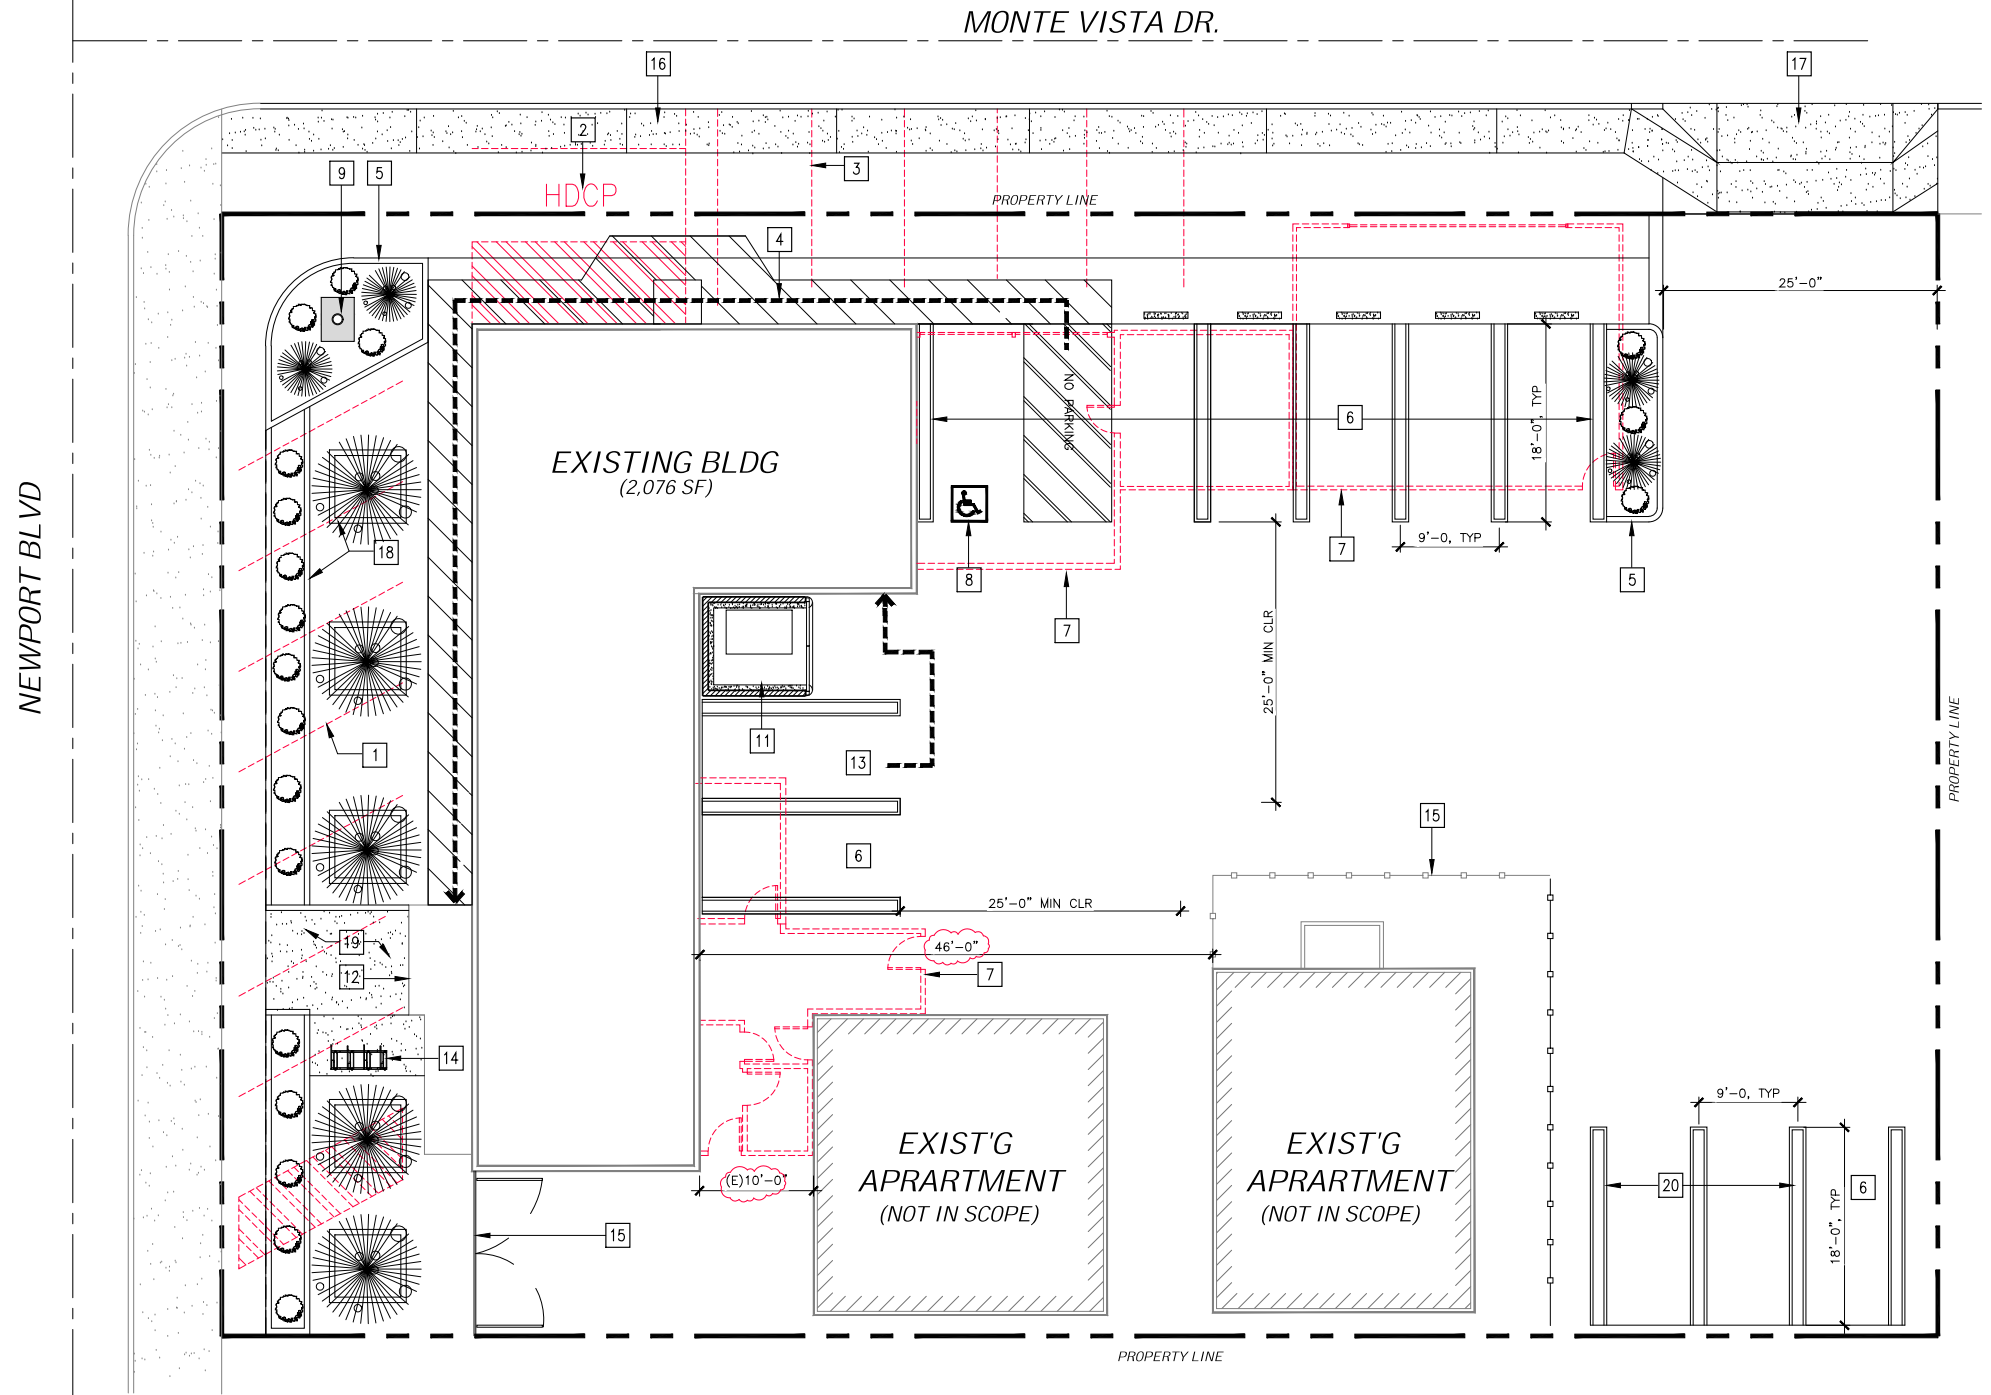 MONTE VISTA DR.
16
17
2
3
9
5
HDCP
PROPERTY LINE
4
25'-0"
NO PARKING
6
18'-0", TYP
EXISTING BLDG
(2,076 SF)
NEWPORT BLVD
18
9'-0, TYP
7
8
5
7
25'-0" MIN CLR
1
11
13
PROPERTY LINE
15
6
25'-0" MIN CLR
19
46'-0"
12
7
14
9'-0, TYP
EXIST'G
APRARTMENT
(NOT IN SCOPE)
EXIST'G
APRARTMENT
(NOT IN SCOPE)
(E)10'-0"
20
6
18'-0", TYP
15
PROPERTY LINE